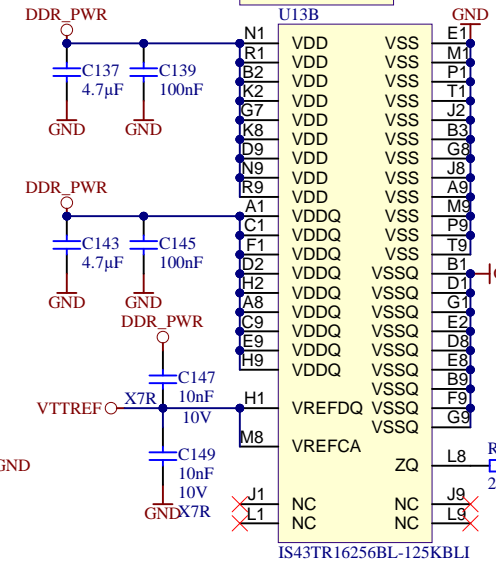 DDR_PWR
U13B
GND
N1 VDD VSS E1
R1 VDD VSS M1
C137 C139 B2 VDD VSS P1
4.7µF 100nF K2 VDD VSS T1
G7 VDD VSS J2
GND GND K8 VDD VSS B3
D9 VDD VSS G8
N9 VDD VSS J8
R9 VDD VSS A9
DDR_PWR
A1 VDDQ VSS M9
C1 VDDQ VSS P9
C143 C145 F1 VDDQ VSS T9
4.7µF 100nF D2 VDDQ VSSQ B1
H2 VDDQ VSSQ D1
GND GND A8 VDDQ VSSQ G1
DDR_PWR C9 VDDQ VSSQ E2
E9 VDDQ VSSQ D8
H9 VDDQ VSSQ E8
C147 VSSQ B9
X7R 10nF
VTTREF 10V H1 VREFDQ VSSQ F9
VSSQ G9
M8 VREFCA
C149
GND 10nF ZQ L8 R
10V 2
GND X7R J1 NC NC J9
L1 NC NC L9
IS43TR16256BL-125KBLI